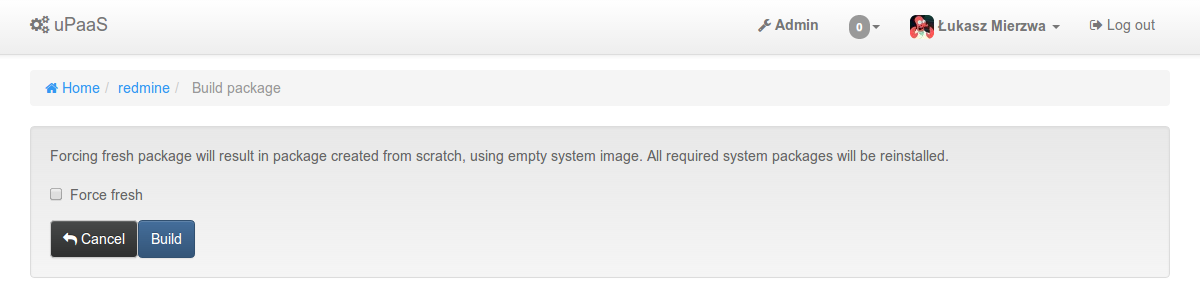 uPaaS Admin 0 Łukasz Mierzwa Log out
Home / redmine / Build package
Forcing fresh package will result in package created from scratch, using empty system image. All required system packages will be reinstalled.
Force fresh
Cancel Build